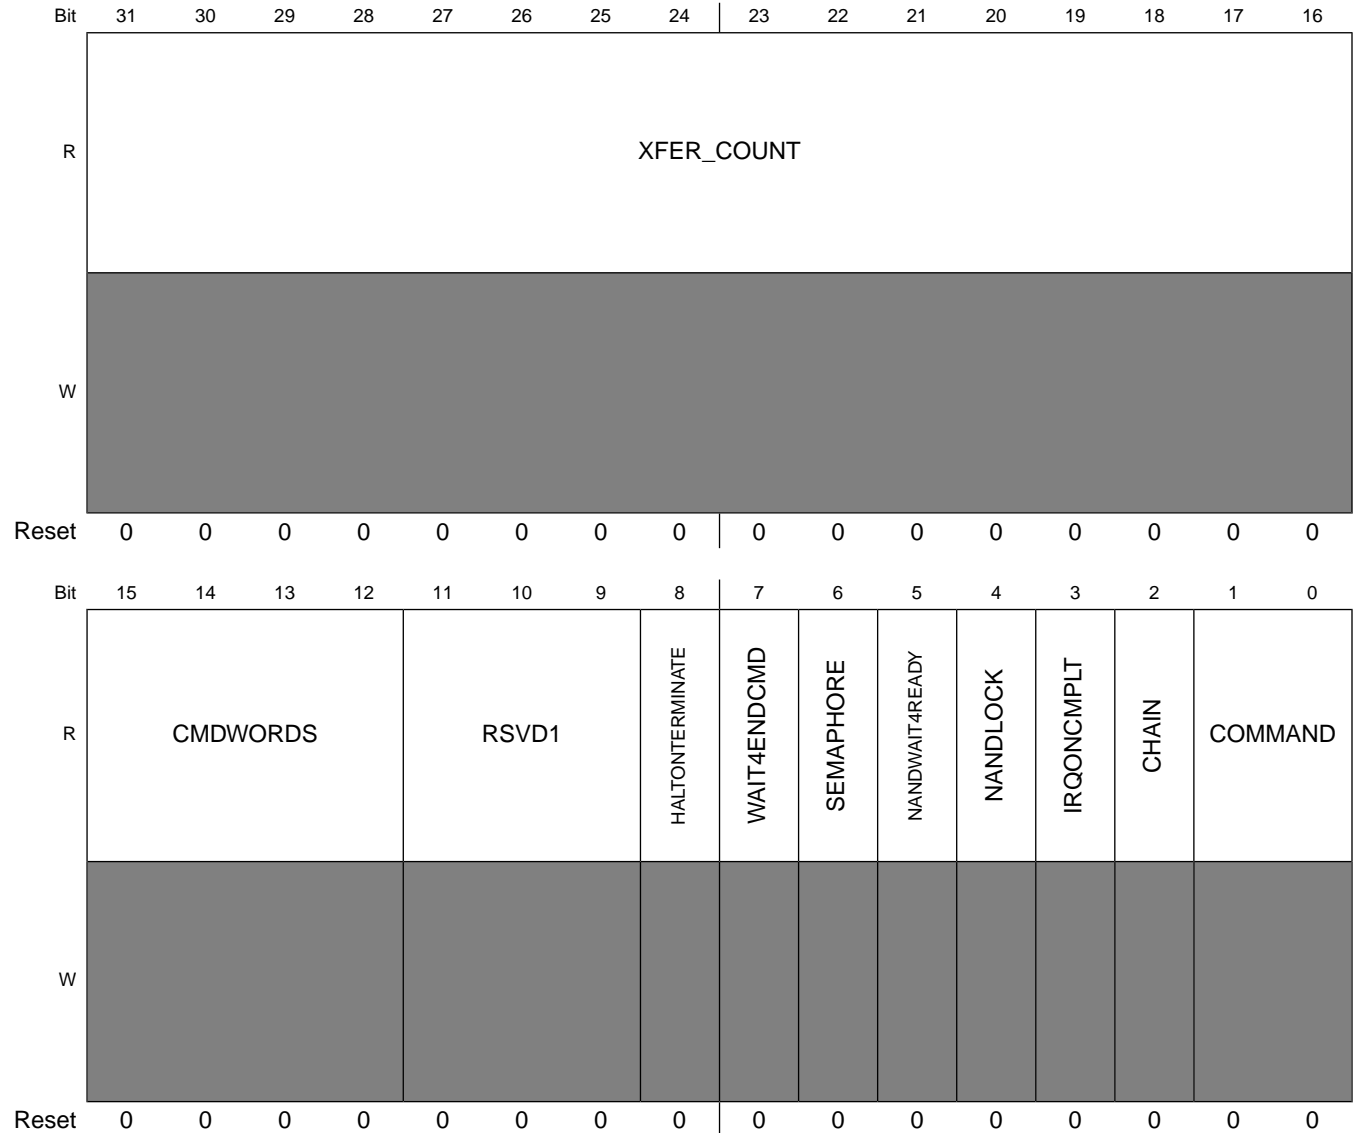 Bit 31 30 29 28 27 26 25 24 23 22 21 20 19 18 17 16
R XFER_COUNT
W
Reset 0 0 0 0 0 0 0 0 0 0 0 0 0 0 0 0
Bit 15 14 13 12 11 10 9 8 7 6 5 4 3 2 1 0
R CMDWORDS RSVD1 HALTONTERMINATE WAIT4ENDCMD SEMAPHORE NANDWAIT4READY NANDLOCK IRQONCMPLT CHAIN COMMAND
W
Reset 0 0 0 0 0 0 0 0 0 0 0 0 0 0 0 0